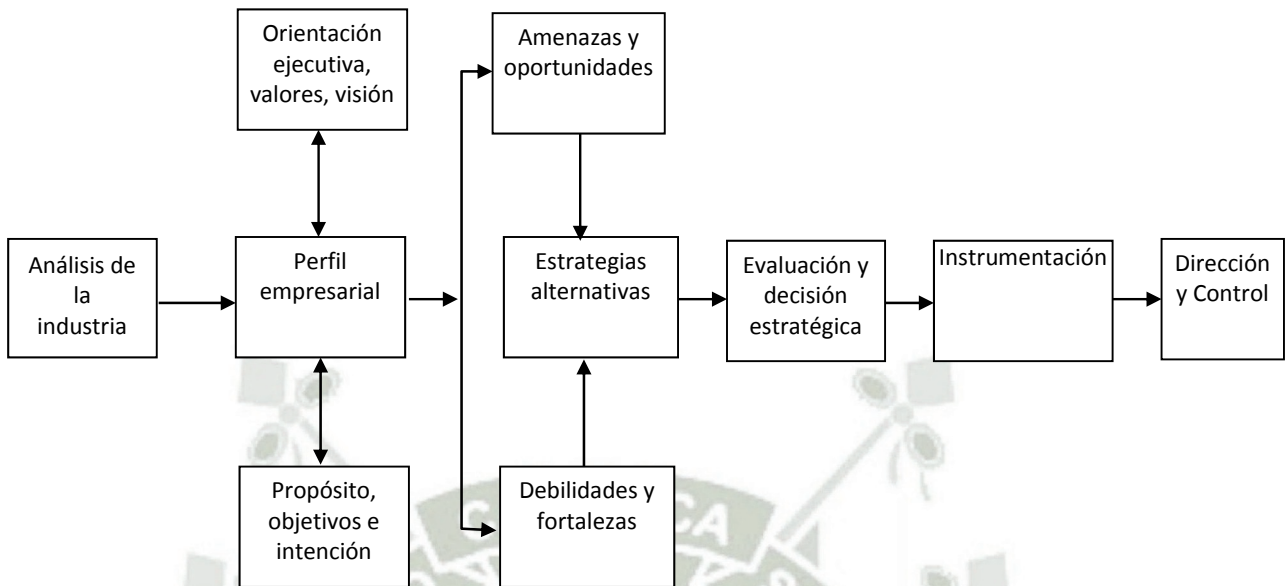 Orientación
ejecutiva,
valores, visión
Amenazas y
oportunidades
Análisis de
la
industria
Perfil
empresarial
Estrategias
alternativas
Evaluación y
decisión
estratégica
Instrumentación
Dirección
y Control
Propósito,
objetivos e
intención
Debilidades y
fortalezas